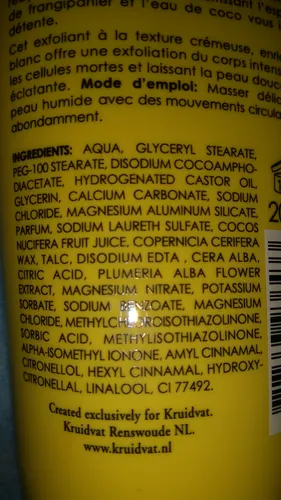 de frangipanier et l'eau de coco vous
détente.
Cet exfoliant à la texture crémeuse,
blanc offre une exfoliation du corps
les cellules mortes et laissant la peau
éclatante. Mode d'emploi: Masser
peau humide avec des mouvements
abondamment.
INGREDIENTS: AQUA, GLYCERYL STEARATE,
PEG-100 STEARATE, DISODIUM COCOAMPHO-
DIACETATE, HYDROGENATED CASTOR OIL,
GLYCERIN, CALCIUM CARBONATE, SODIUM
CHLORIDE, MAGNESIUM ALUMINUM SILICATE,
PARFUM, SODIUM LAURETH SULFATE, COCOS
NUCIFERA FRUIT JUICE, COPERNICIA CERIFERA
WAX, TALC, DISODIUM EDTA , CERA ALBA,
CITRIC ACID, PLUMERIA ALBA FLOWER
EXTRACT, MAGNESIUM NITRATE, POTASSIUM
SORBATE, SODIUM BENZOATE, MAGNESIUM
CHLORIDE, METHYLCHLOROISOTHIAZOLINONE,
SORBIC ACID, METHYLISOTHIAZOLINONE,
ALPHA-ISOMETHYL IONONE, AMYL CINNAMAL,
CITRONELLOL, HEXYL CINNAMAL, HYDROXY-
CITRONELLAL, LINALOOL, CI 77492.
Created exclusively for Kruidvat.
Kruidvat Renswoude NL.
www.kruidvat.nl